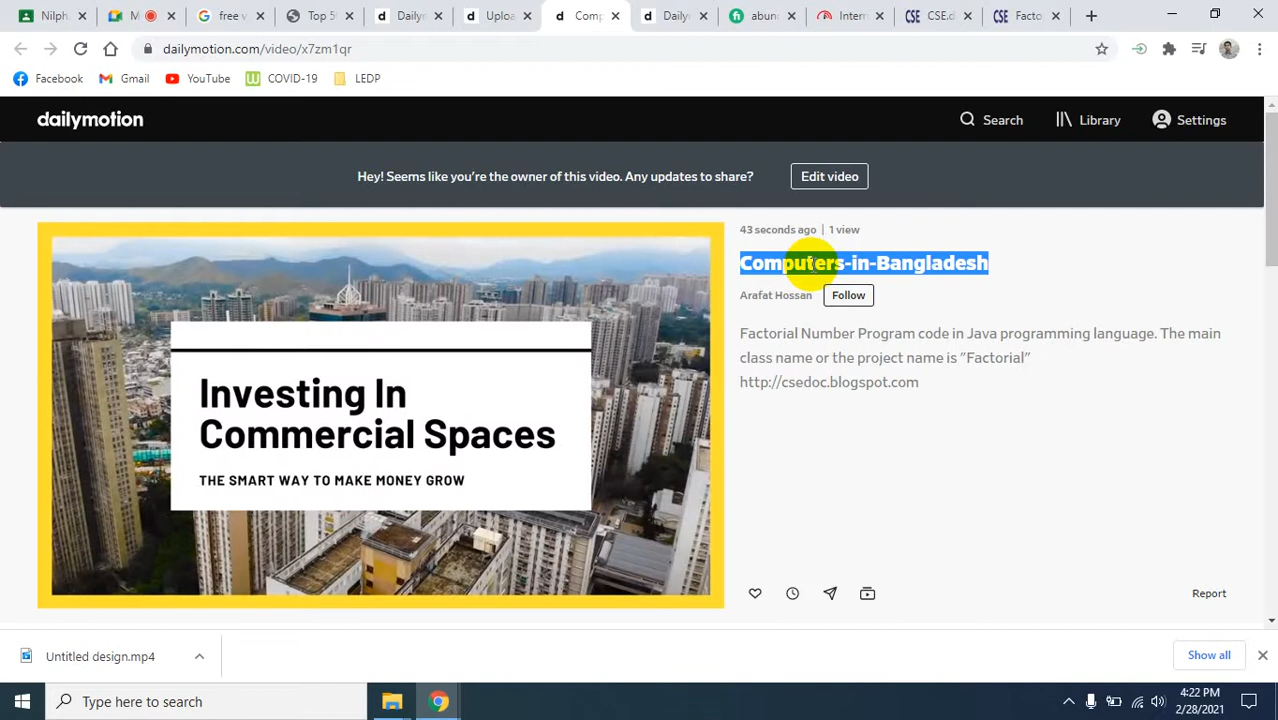 Nilph
M
free v
Top 5
Daily
Uploa
Comp
Daily
abun
Inter
CSE.d
Facto
dailymotion.com/video/x7zm1qr
Facebook
Gmail
YouTube
COVID-19
LEDP
dailymotion
Search
Library
Settings
Hey! Seems like you're the owner of this video. Any updates to share?
Edit video
43 seconds ago | 1 view
Computers-in-Bangladesh
Arafat Hossan
Follow
Factorial Number Program code in Java programming language. The main
class name or the project name is "Factorial"
http://csedoc.blogspot.com
Investing In
Commercial Spaces
THE SMART WAY TO MAKE MONEY GROW
Report
Untitled design.mp4
Show all
Type here to search
4:22 PM
2/28/2021